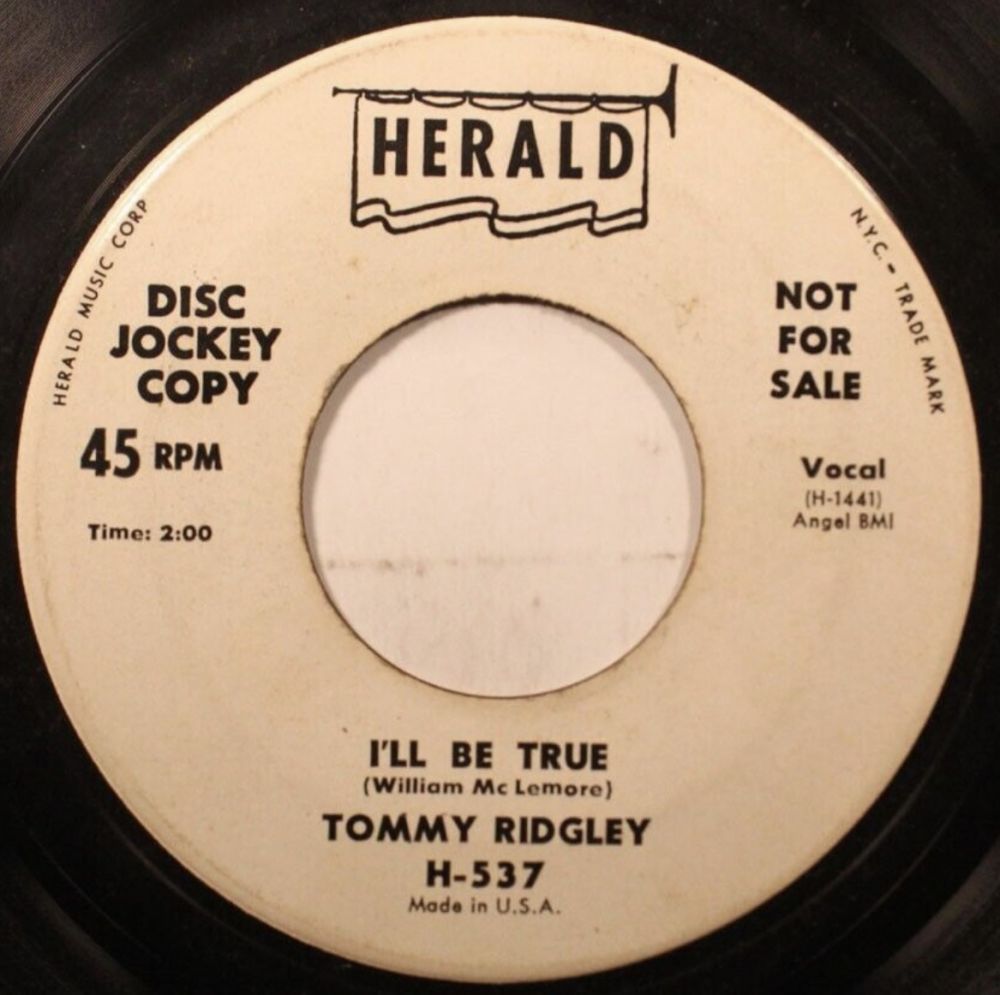 HERALD
HERALD MUSIC CORP
N.Y.C. - TRADE MARK
DISC
JOCKEY
COPY
45 RPM
Time: 2:00
NOT
FOR
SALE
Vocal
(H-1441)
Angel BMI
I'LL BE TRUE
(William Mc Lemore)
TOMMY RIDGLEY
H-537
Made in U.S.A.